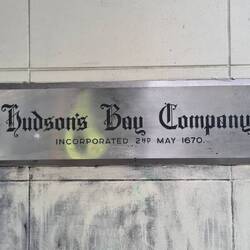 Hudson's Bay Company
INCORPORATED 2ND MAY 1670.